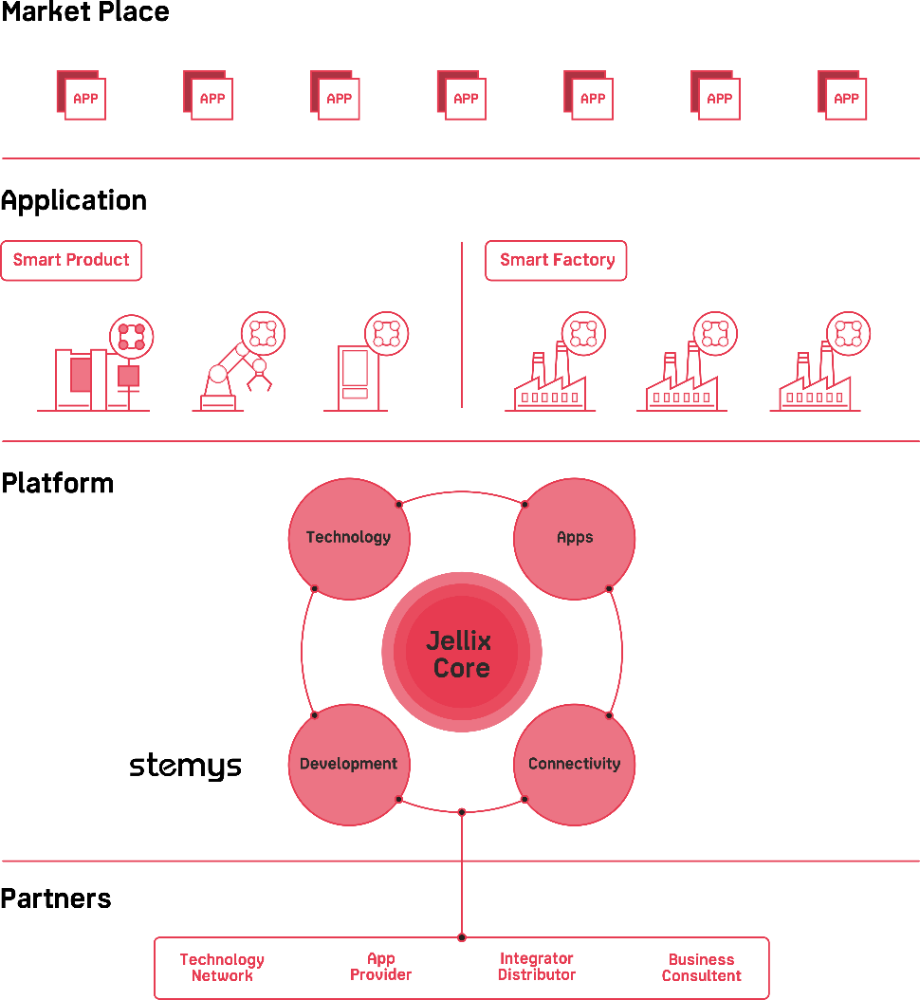 Market Place
APP APP APP APP APP APP APP
Application
Smart Product
Smart Factory
Platform
Technology
Apps
Jellix
Core
stemys
Development
Connectivity
Partners
Technology
Network
App
Provider
Integrator
Distributor
Business
Consultent